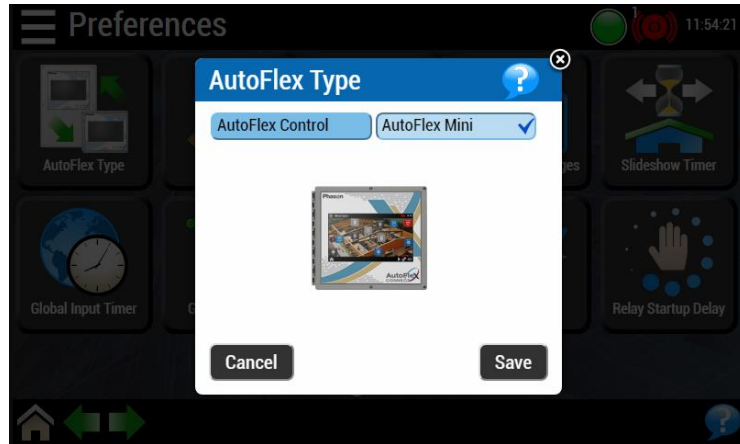 Preferences
1
11:54:21
AutoFlex Type
AutoFlex Control
AutoFlex Mini
AutoFlex Type
ges
Slideshow Timer
Phason
AutoFlex
Global Input Timer
G
Relay Startup Delay
Cancel
Save